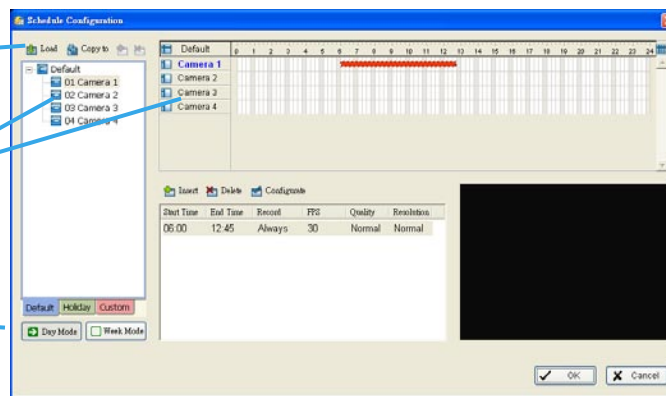 Schedule Configuration
Load Copy to
Default
01 Camera 1
02 Camera 2
03 Camera 3
04 Camera 4
Default 0 1 2 3 4 5 6 7 8 9 10 11 12 13 14 15 16 17 18 19 20 21 22 23 24
Camera 1
Camera 2
Camera 3
Camera 4
Insert Delete Configurate
Start Time End Time Record FPS Quality Resolution
06:00 12:45 Always 30 Normal Normal
Default Holiday Custom
Day Mode Week Mode
OK Cancel